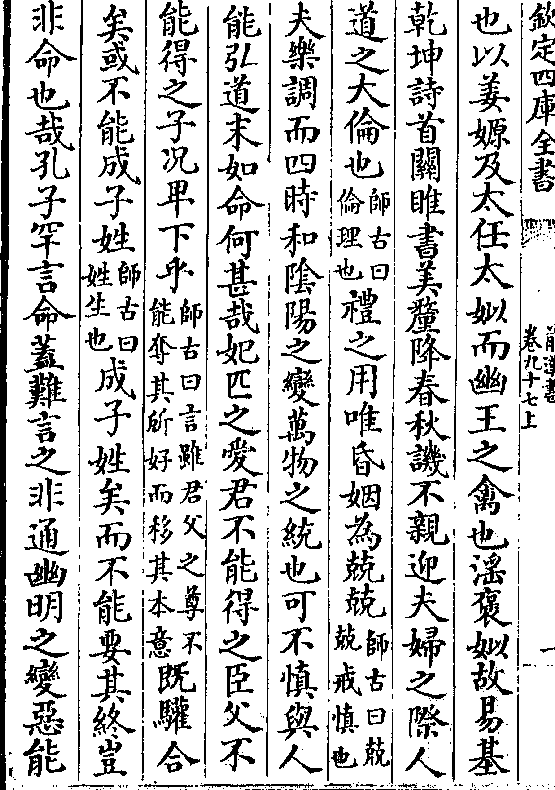 欽定四庫全書
前漢書
卷九十七上
一
也以姜嫄及太任太姒而幽王之禽也淫褒姒故易基
乾坤詩首關雎書美釐降春秋譏不親迎夫婦之際人
道之大倫也師古曰倫理也禮之用唯昏姻為兢兢師古曰兢兢戒慎也
夫樂調而四時和陰陽之變萬物之統也可不慎與人
能弘道末如命何甚哉妃匹之愛君不能得之臣父不
能得之子況卑下乎師古曰言雖君父之尊不能奪其所好而移其本意既驩合
矣或不能成子姓師古曰姓生也成子姓矣而不能要其終豈
非命也哉孔子罕言命蓋難言之非通幽明之變惡能